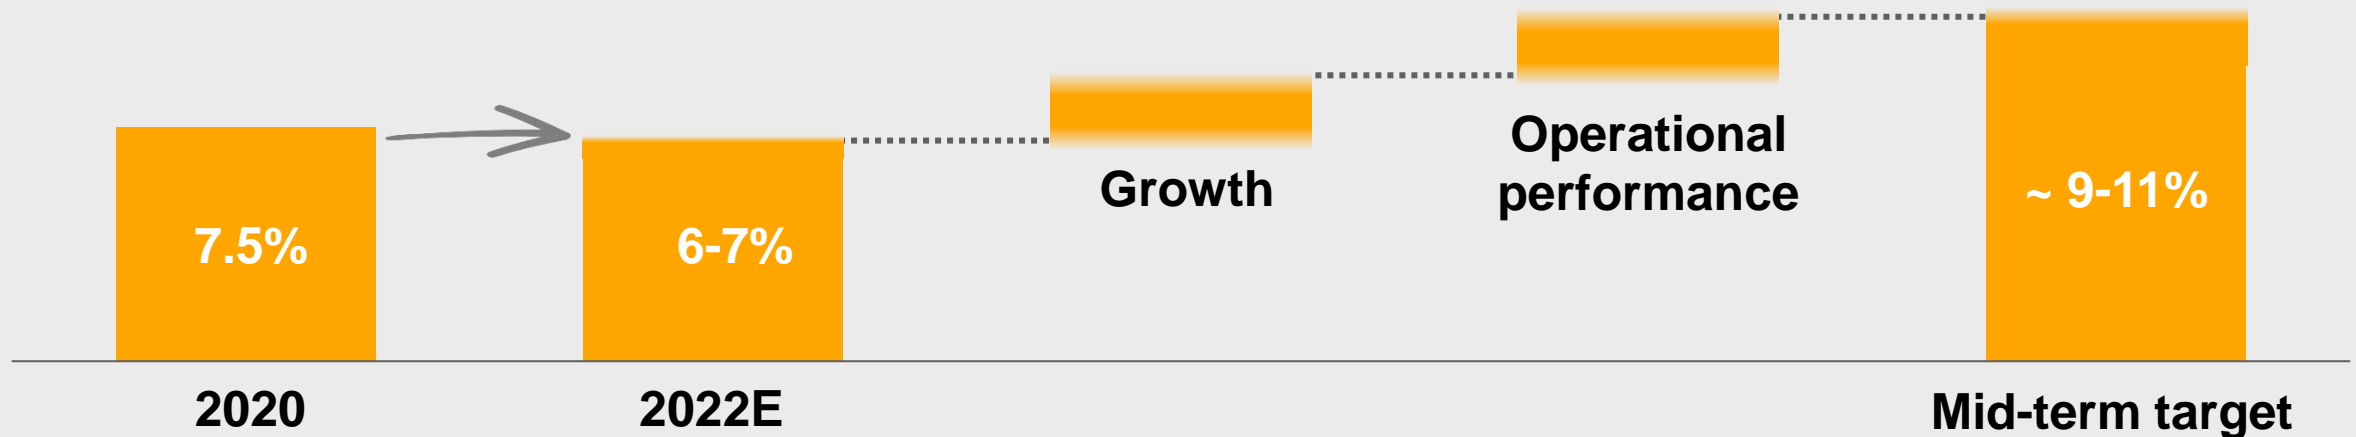 7.5%
6-7%
Growth
Operational
performance
~ 9-11%
2020
2022E
Mid-term target